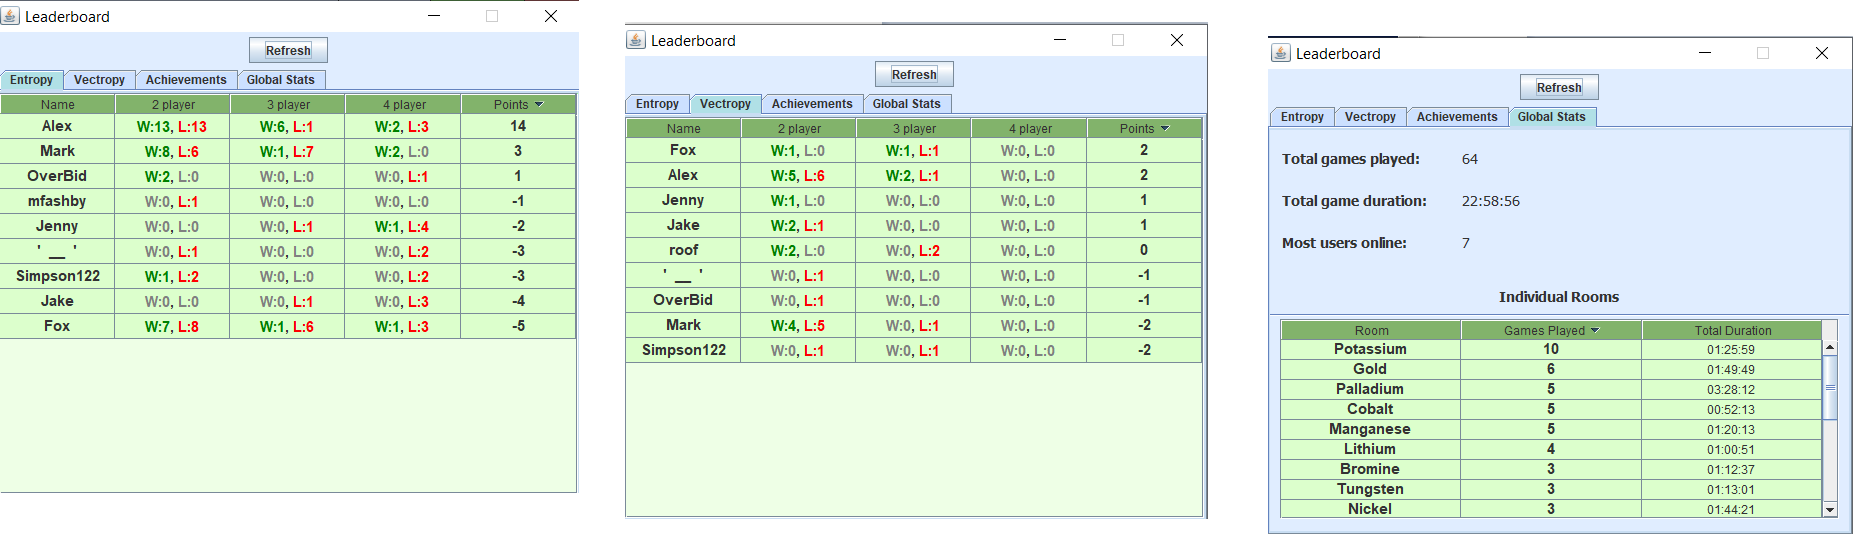 Leaderboard
Refresh
Entropy Vectropy Achievements Global Stats
Name 2 player 3 player 4 player Points
Alex W:13, L:13 W:6, L:1 W:2, L:3 14
Mark W:8, L:6 W:1, L:7 W:2, L:0 3
OverBid W:2, L:0 W:0, L:0 W:0, L:1 1
mfashby W:0, L:1 W:0, L:0 W:0, L:0 -1
Jenny W:0, L:0 W:0, L:1 W:1, L:4 -2
' __ ' W:0, L:1 W:0, L:0 W:0, L:2 -3
Simpson122 W:1, L:2 W:0, L:0 W:0, L:2 -3
Jake W:0, L:0 W:0, L:1 W:0, L:3 -4
Fox W:7, L:8 W:1, L:6 W:1, L:3 -5
Leaderboard
Refresh
Entropy Vectropy Achievements Global Stats
Name 2 player 3 player 4 player Points
Fox W:1, L:0 W:1, L:1 W:0, L:0 2
Alex W:5, L:6 W:2, L:1 W:0, L:0 2
Jenny W:1, L:0 W:0, L:0 W:0, L:0 1
Jake W:2, L:1 W:0, L:0 W:0, L:0 1
roof W:2, L:0 W:0, L:2 W:0, L:0 0
' __ ' W:0, L:1 W:0, L:0 W:0, L:0 -1
OverBid W:0, L:1 W:0, L:0 W:0, L:0 -1
Mark W:4, L:5 W:0, L:1 W:0, L:0 -2
Simpson122 W:0, L:1 W:0, L:1 W:0, L:0 -2
Leaderboard
Refresh
Entropy Vectropy Achievements Global Stats
Total games played: 64
Total game duration: 22:58:56
Most users online: 7
Individual Rooms
Room Games Played Total Duration
Potassium 10 01:25:59
Gold 6 01:49:49
Palladium 5 03:28:12
Cobalt 5 00:52:13
Manganese 5 01:20:13
Lithium 4 01:00:51
Bromine 3 01:12:37
Tungsten 3 01:13:01
Nickel 3 01:44:21